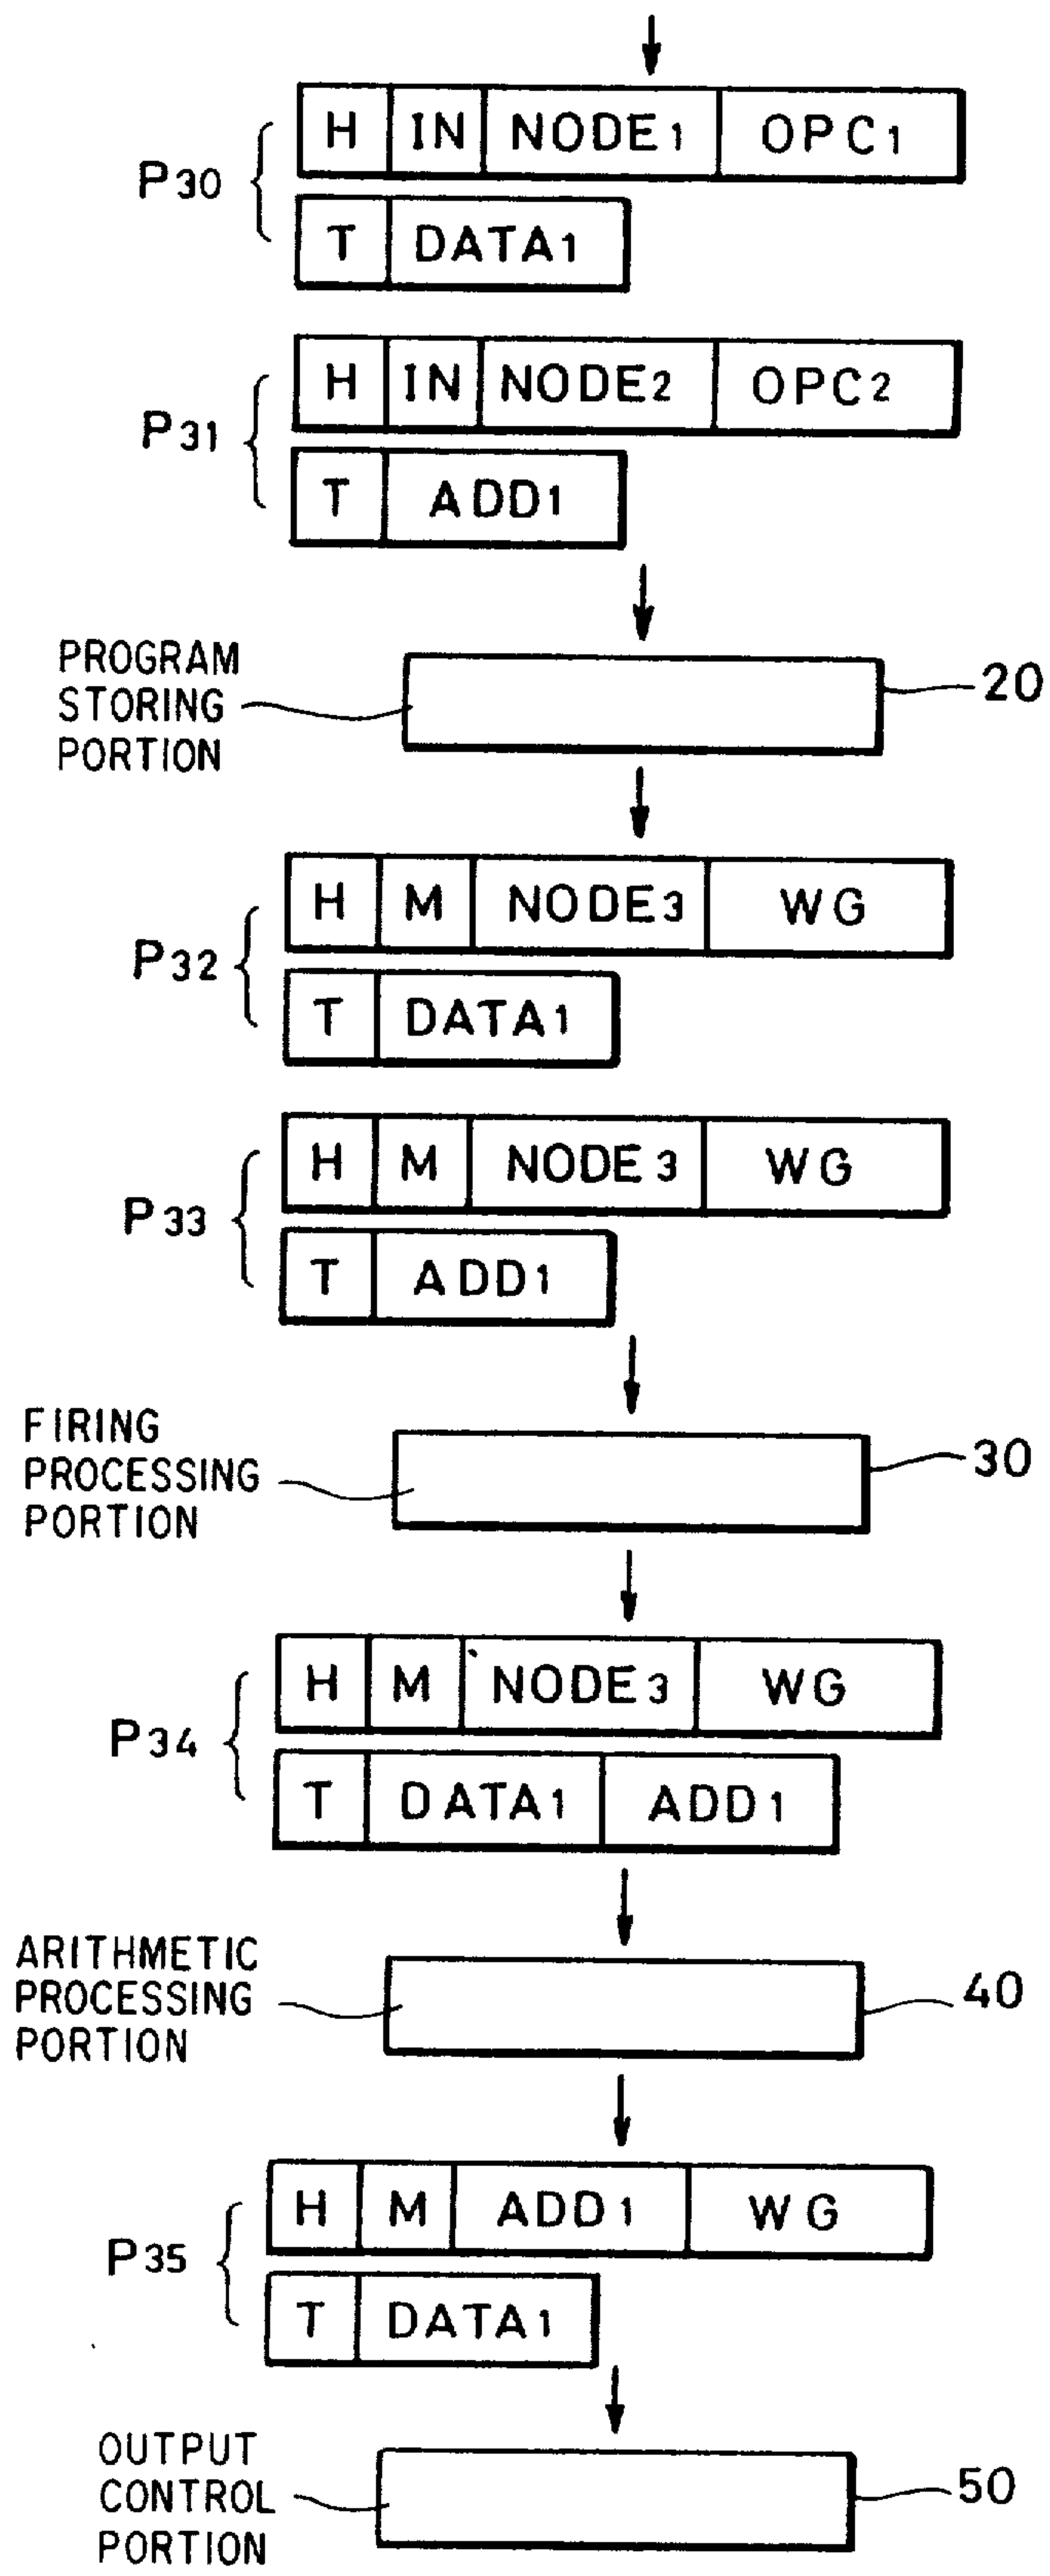 H IN NODE1 OPC1
P30
T DATA1
H IN NODE2 OPC2
P31
T ADD1
PROGRAM
STORING
PORTION
20
H M NODE3 WG
P32
T DATA1
H M NODE3 WG
P33
T ADD1
FIRING
PROCESSING
PORTION
30
H M NODE3 WG
P34
T DATA1 ADD1
ARITHMETIC
PROCESSING
PORTION
40
H M ADD1 WG
P35
T DATA1
OUTPUT
CONTROL
PORTION
50